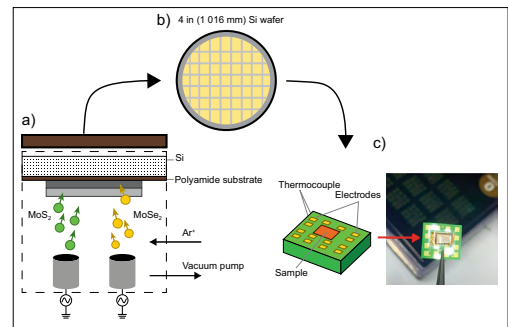 b)
4 in (1 016 mm) Si wafer
a)
Si
Polyamide substrate
MoS₂
MoSe₂
Ar⁺
Vacuum pump
c)
Thermocouple
Electrodes
Sample